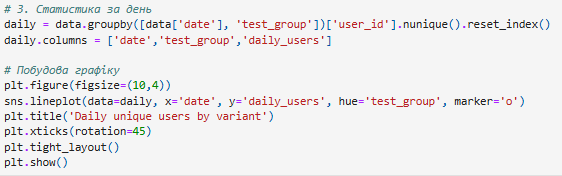 # 3. Статистика за день
daily = data.groupby([data['date'], 'test_group'])['user_id'].nunique().reset_index()
daily.columns = ['date','test_group','daily_users']
# Побудова графіку
plt.figure(figsize=(10,4))
sns.lineplot(data=daily, x='date', y='daily_users', hue='test_group', marker='o')
plt.title('Daily unique users by variant')
plt.xticks(rotation=45)
plt.tight_layout()
plt.show()